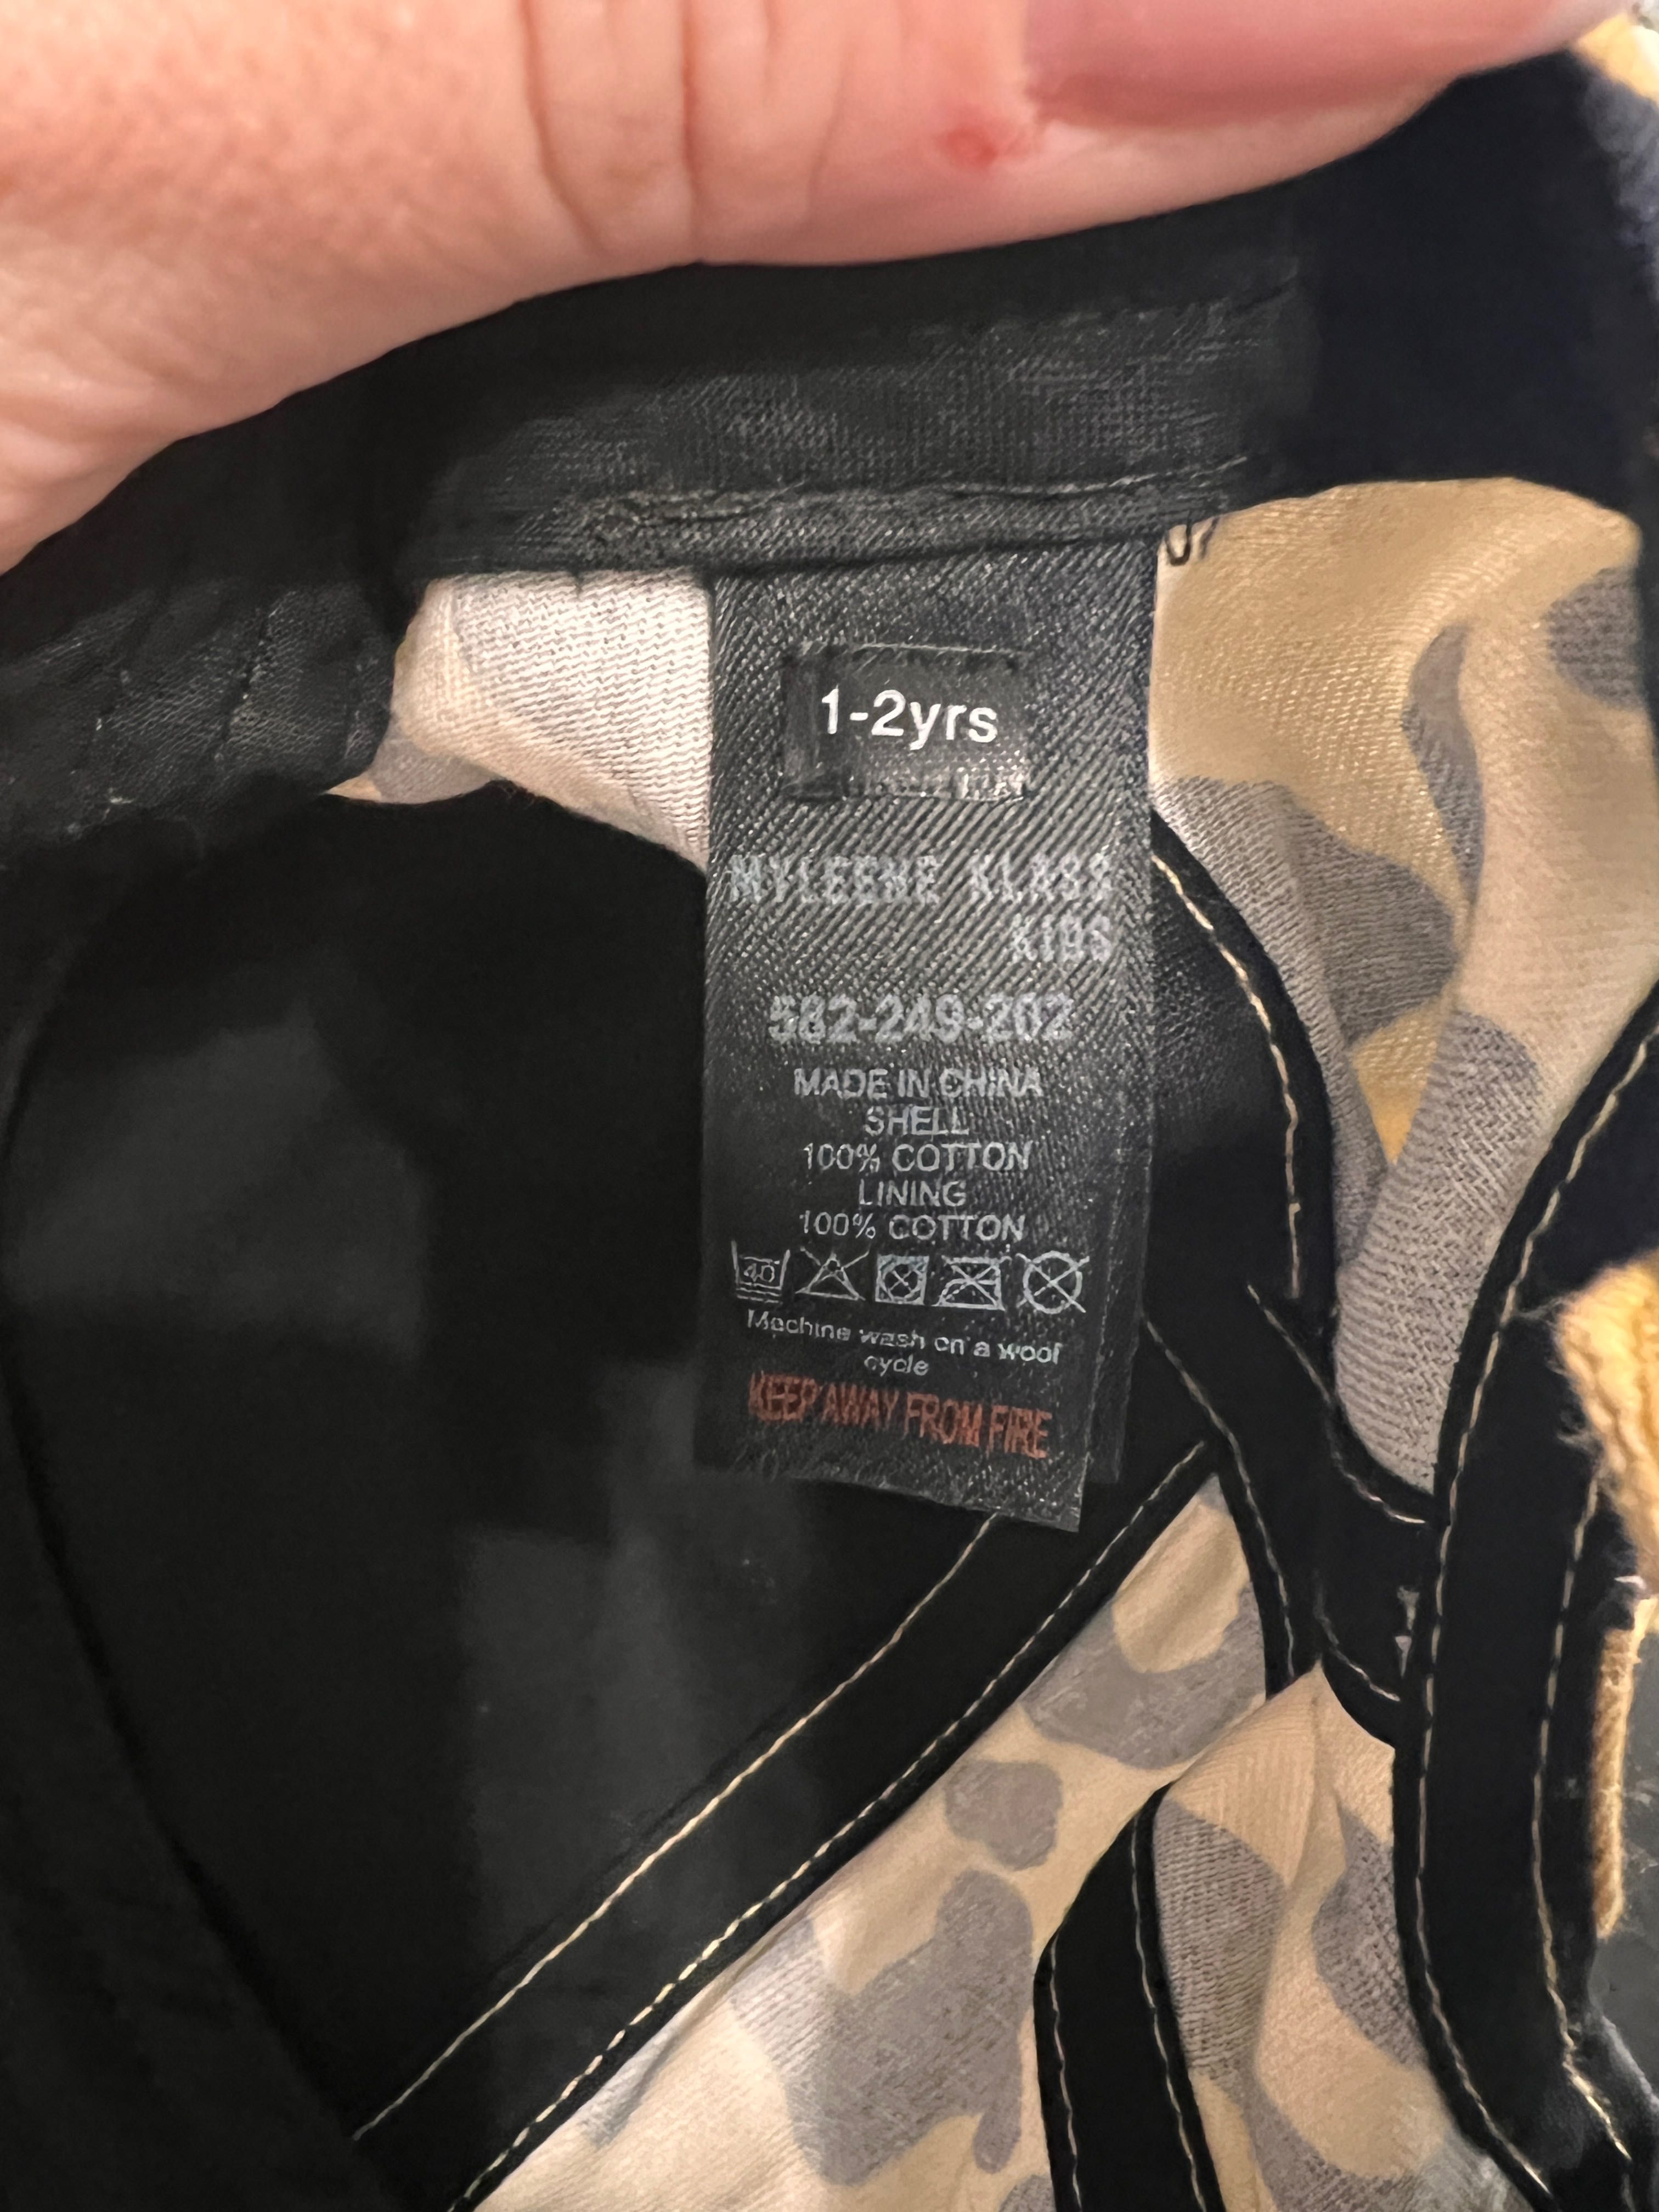 1-2yrs
MYLEENE KLASS
KIDS
582-249-202
MADE IN CHINA
SHELL
100% COTTON
LINING
100% COTTON
40
Machine wash on a wool
cycle
KEEP AWAY FROM FIRE